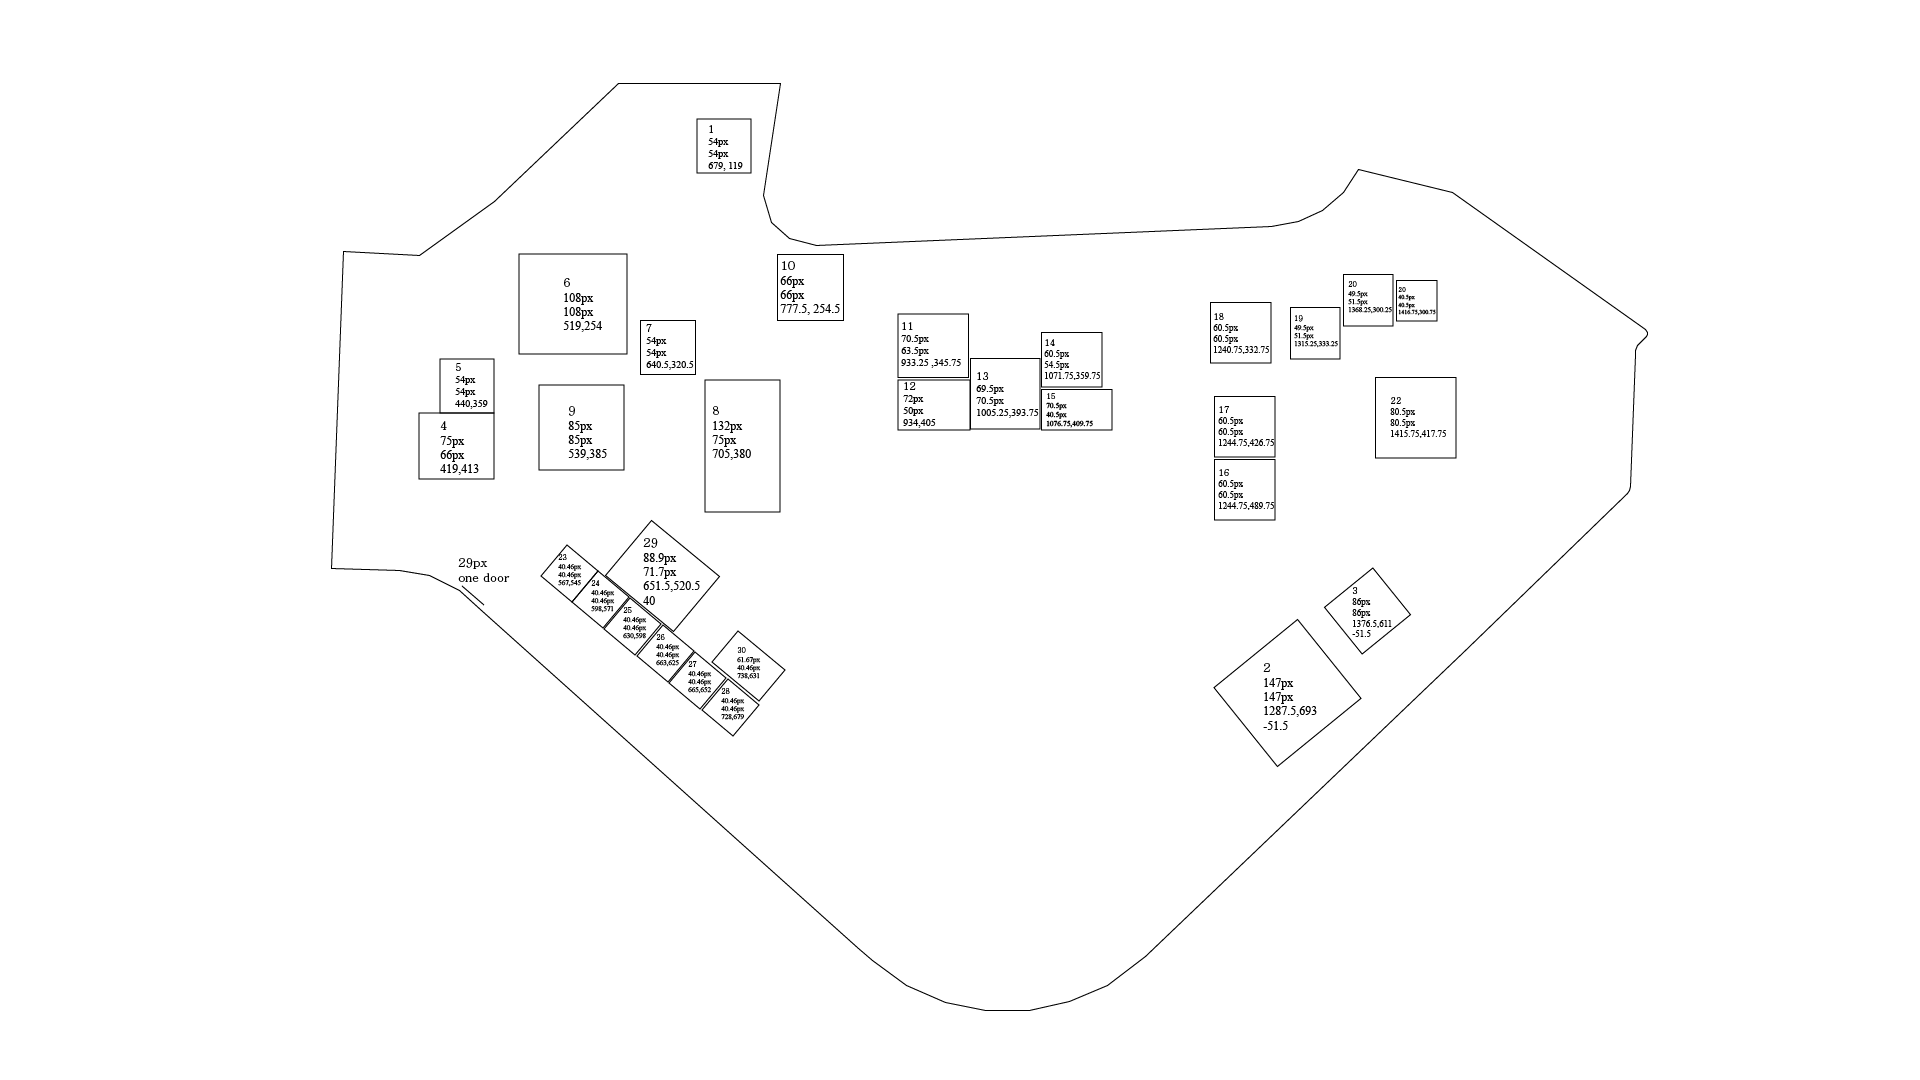 1
54px
54px
679, 119
6
108px
108px
519,254
7
54px
54px
640.5,320.5
10
66px
66px
777.5, 254.5
5
54px
54px
440,359
4
75px
66px
419,413
9
85px
85px
539,385
8
132px
75px
705,380
11
70.5px
63.5px
933.25 ,345.75
12
72px
50px
934,405
13
69.5px
70.5px
1005.25,393.75
14
60.5px
54.5px
1071.75,359.75
15
70.5px
40.5px
1076.75,409.75
18
60.5px
60.5px
1240.75,332.75
19
49.5px
51.5px
1315.25,333.25
20
49.5px
51.5px
1368.25,300.25
20
40.5px
40.5px
1416.75,300.75
17
60.5px
60.5px
1244.75,426.75
16
60.5px
60.5px
1244.75,489.75
22
80.5px
80.5px
1415.75,417.75
29px
one door
23
40.46px
40.46px
567,545
24
40.46px
40.46px
598,571
25
40.46px
40.46px
630,598
26
40.46px
40.46px
663,625
27
40.46px
40.46px
665,652
28
40.46px
40.46px
728,679
29
88.9px
71.7px
651.5,520.5
40
30
61.67px
40.46px
738,631
3
86px
86px
1376.5,611
-51.5
2
147px
147px
1287.5,693
-51.5